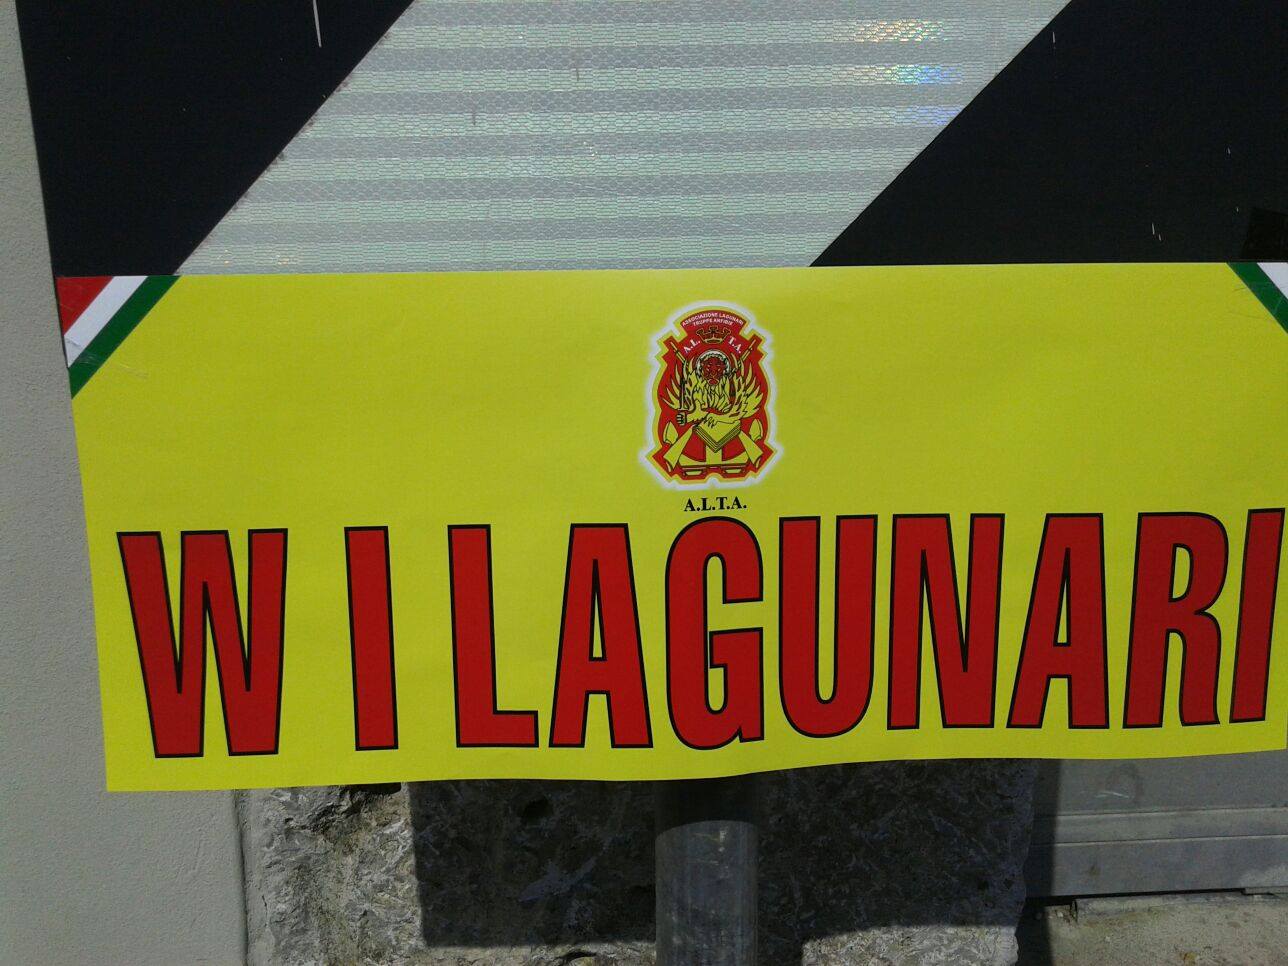 ASSOCIAZIONE LAGUNARI
TRUPPE ANFIBIE
A.L. T.A.
A.L.T.A.
W I LAGUNARI